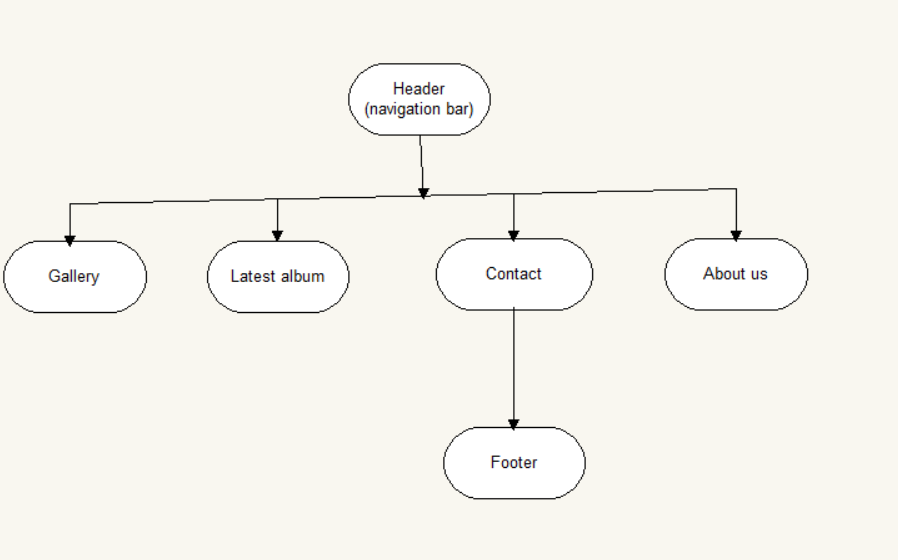 Header
(navigation bar)
Gallery
Latest album
Contact
About us
Footer